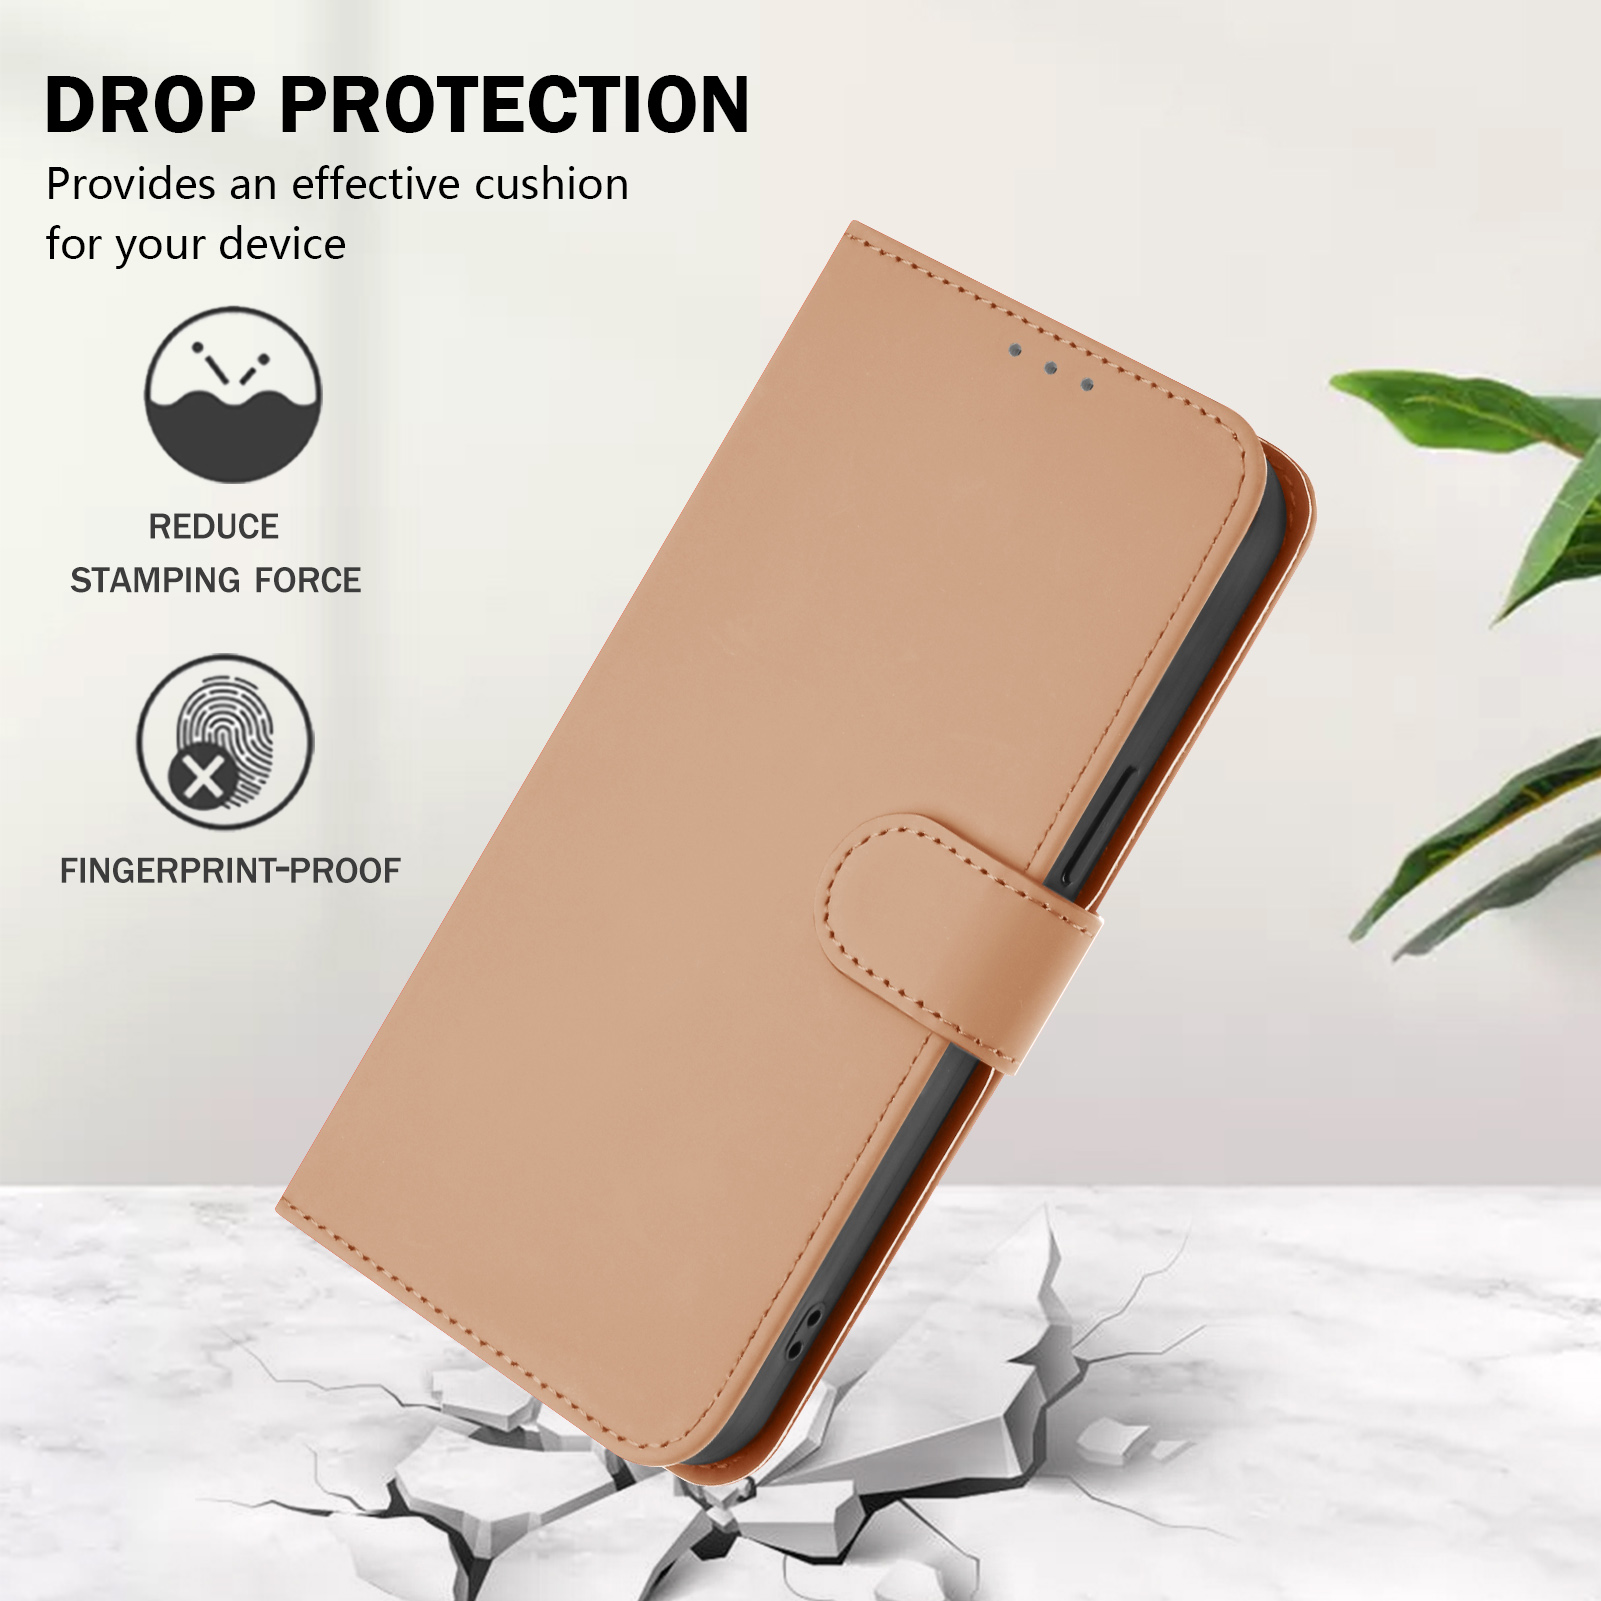 DROP PROTECTION
Provides an effective cushion
for your device
REDUCE
STAMPING FORCE
FINGERPRINT-PROOF